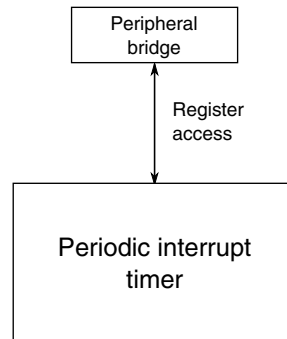 Peripheral
bridge
Register
access
Periodic interrupt
timer